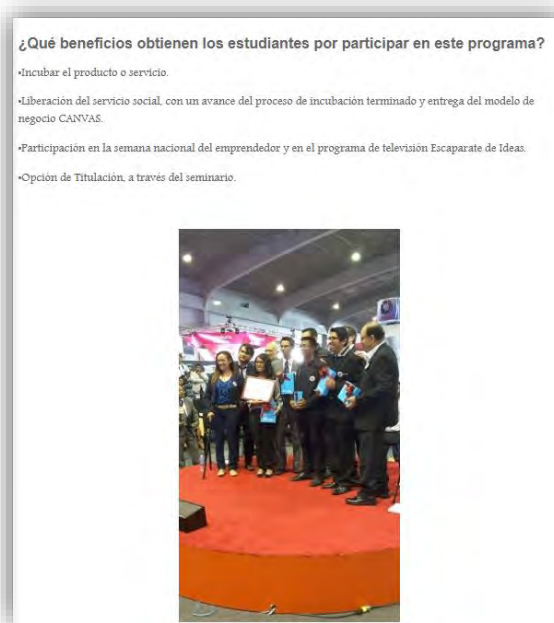 ¿Qué beneficios obtienen los estudiantes por participar en este programa?
•Incubar el producto o servicio.
•Liberación del servicio social, con un avance del proceso de incubación terminado y entrega del modelo de
negocio CANVAS.
•Participación en la semana nacional del emprendedor y en el programa de televisión Escaparate de Ideas.
•Opción de Titulación, a través del seminario.